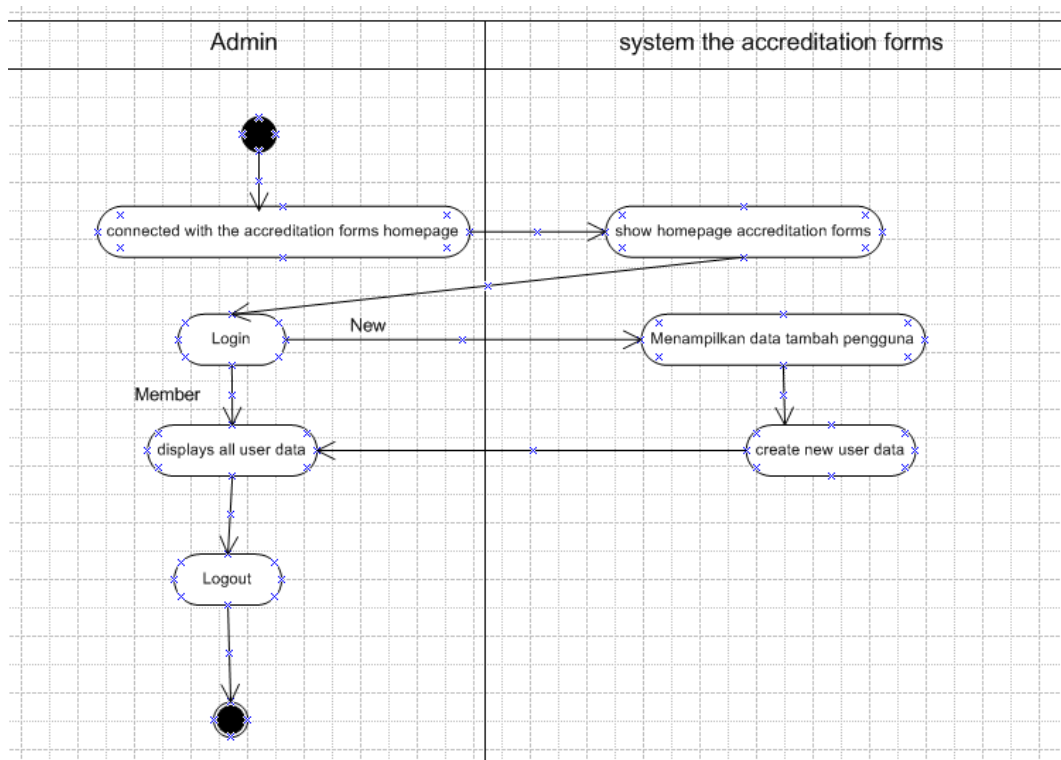 Admin
system the accreditation forms
connected with the accreditation forms homepage
show homepage accreditation forms
Login
New
Menampilkan data tambah pengguna
Member
displays all user data
create new user data
Logout